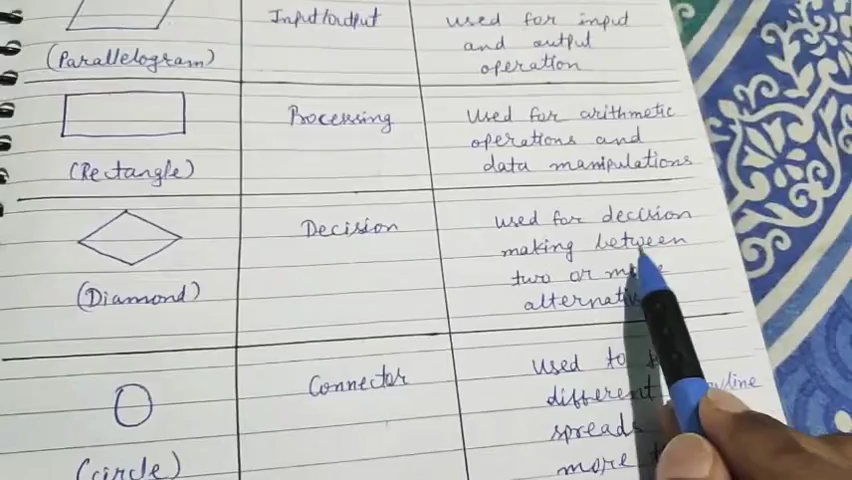 Input/output
used for input
and output
operation
(Parallelogram)
Processing
used for arithmetic
operations and
data manipulations
(Rectangle)
Decision
used for decision
making between
two or
alternati
(Diamond)
Connector
used to
different
spreads
more
(circle)